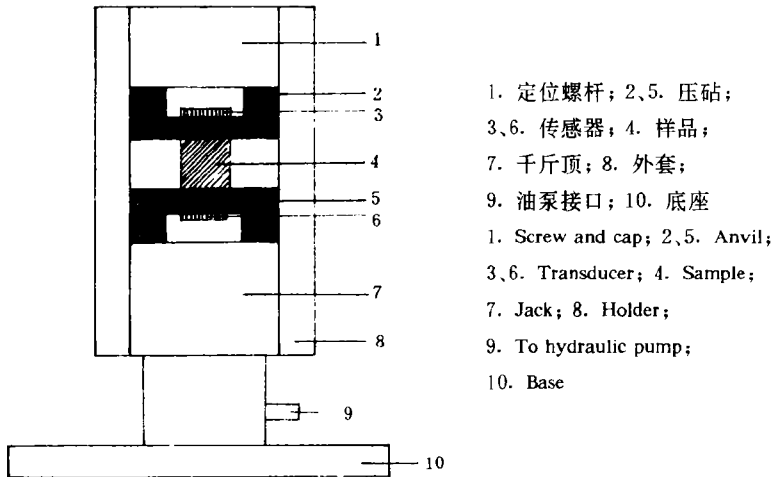 1
2
3
4
5
6
7
8
9
10
1. 定位螺杆; 2、5. 压砧;
3、6. 传感器; 4. 样品;
7. 千斤顶; 8. 外套;
9. 油泵接口; 10. 底座
1. Screw and cap; 2、5. Anvil;
3、6. Transducer; 4. Sample;
7. Jack; 8. Holder;
9. To hydraulic pump;
10. Base